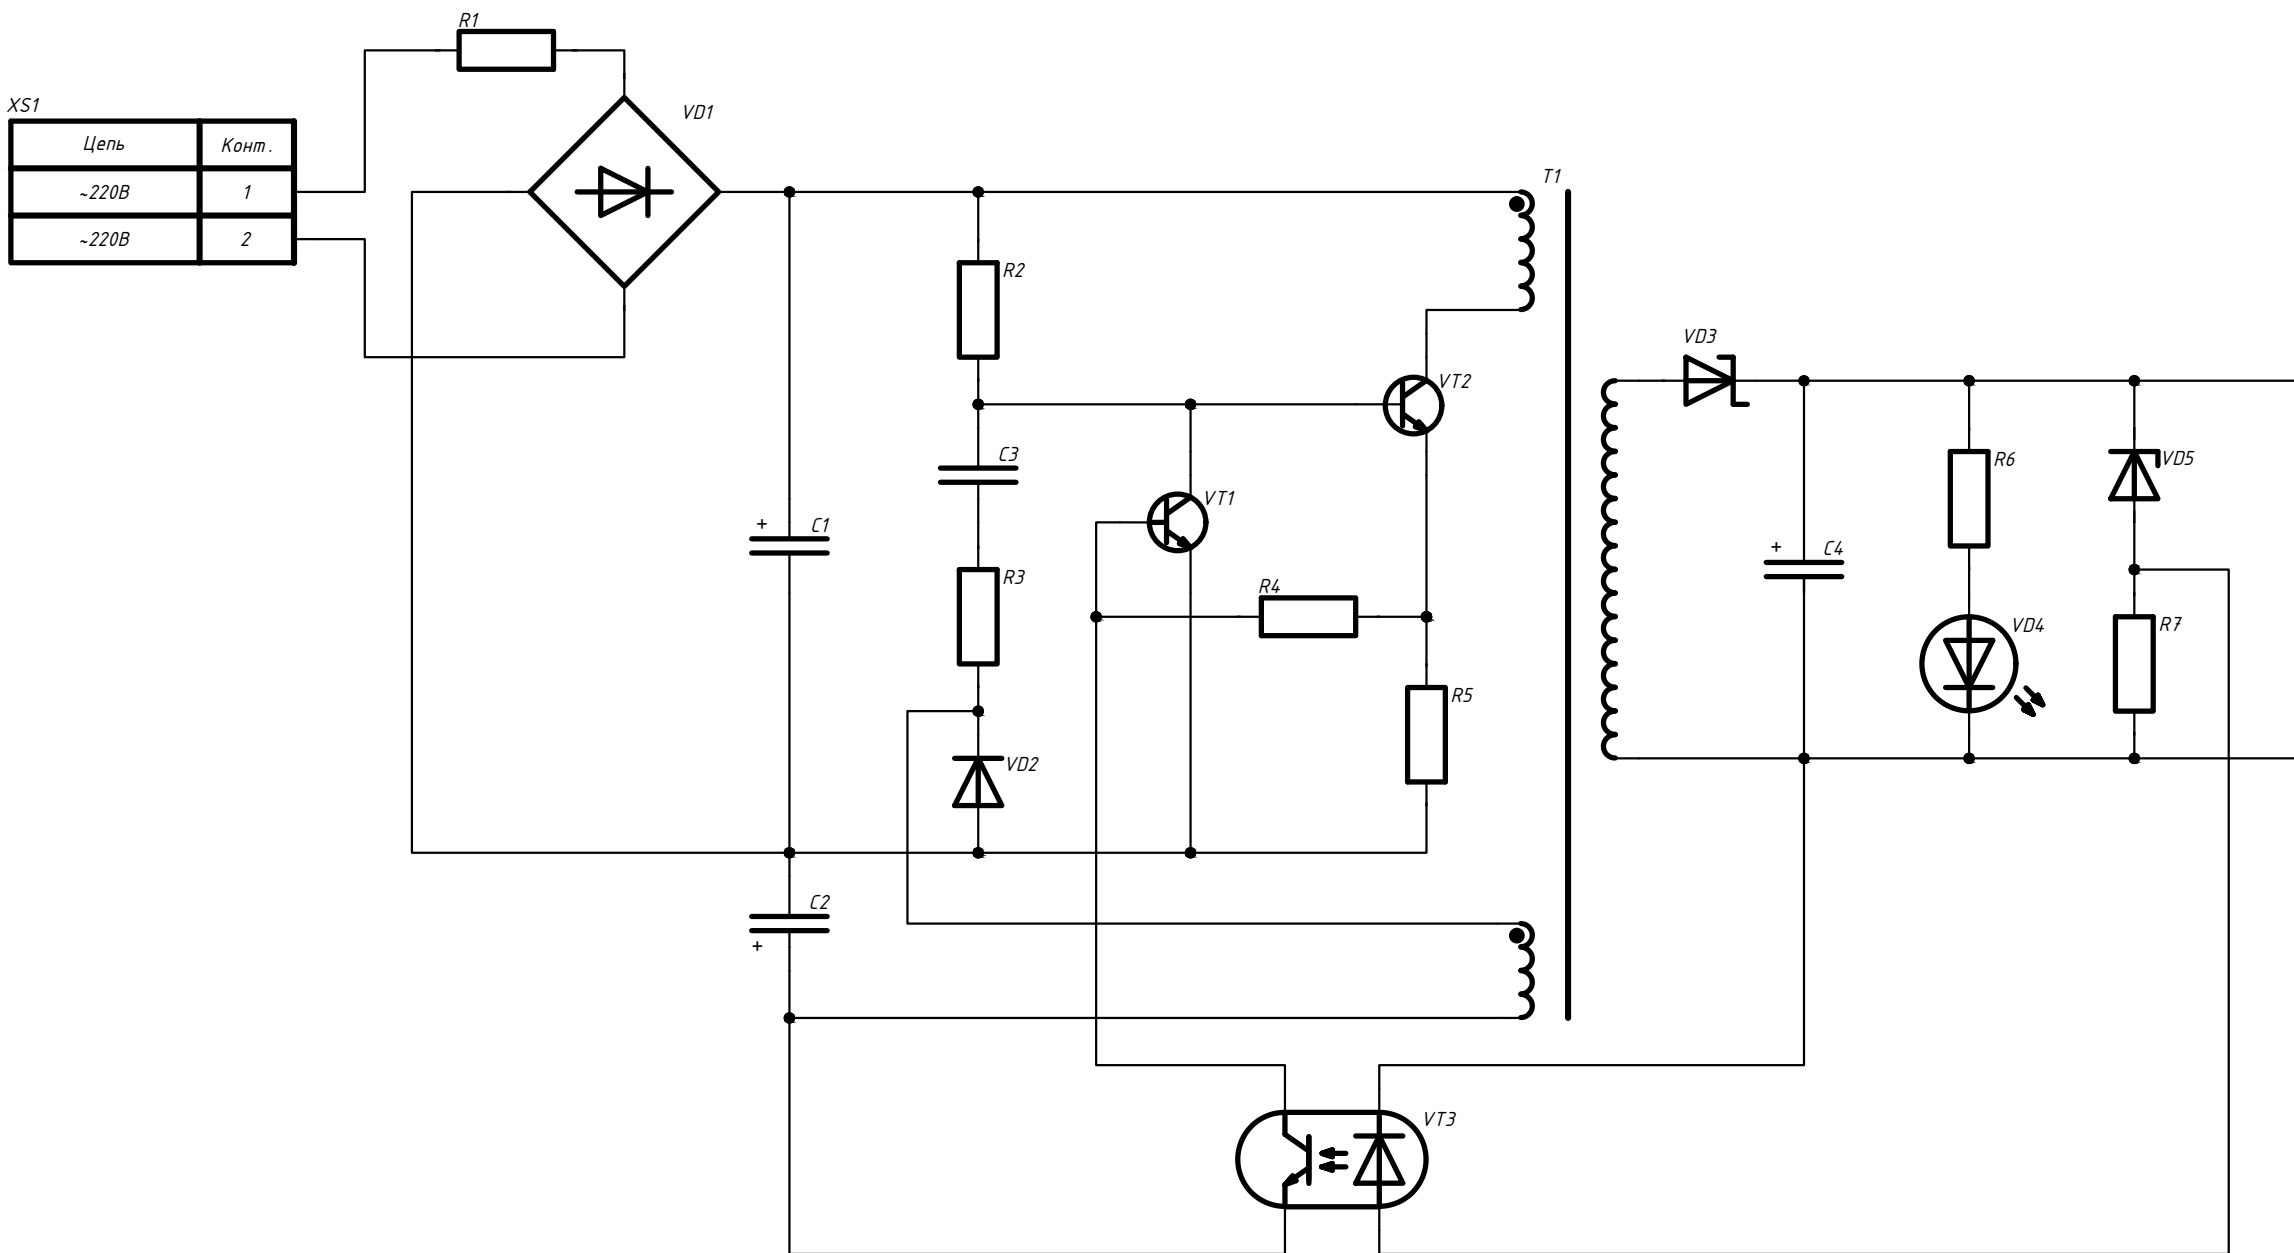 R1
XS1
VD1
Цепь Конт.
~220В 1
~220В 2
T1
R2
VD3
VT2
C3
R6
VD5
VT1
+ C1
+ C4
R3
R4
VD4
R7
R5
VD2
C2
+
VT3